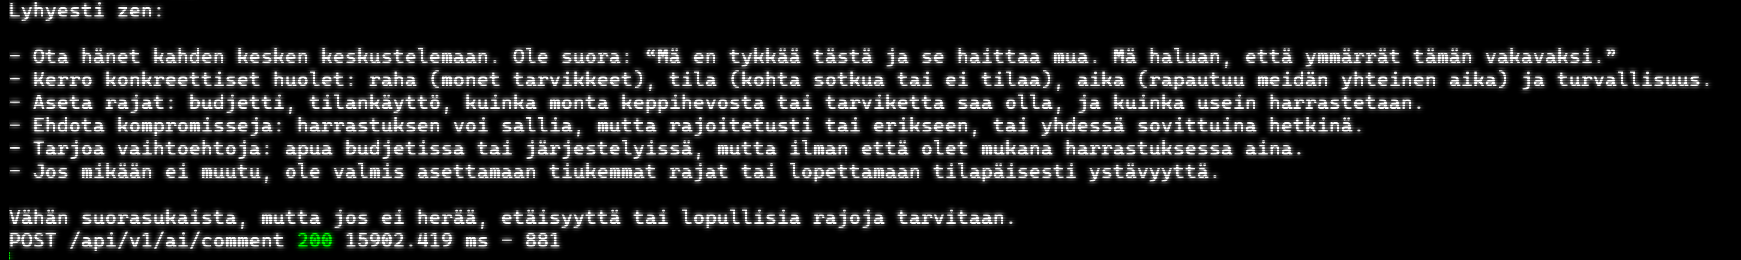 Lyhyesti zen:
- Ota hänet kahden kesken keskustelemaan. Ole suora: “Mä en tykkää tästä ja se haittaa mua. Mä haluan, että ymmärrät tämän vakavaksi.”
- Kerro konkreettiset huolet: raha (monet tarvikkeet), tila (kohta sotkua tai ei tilaa), aika (rapautuu meidän yhteinen aika) ja turvallisuus.
- Aseta rajat: budjetti, tilankäyttö, kuinka monta keppihevosta tai tarviketta saa olla, ja kuinka usein harrastetaan.
- Ehdota kompromisseja: harrastuksen voi sallia, mutta rajoitetusti tai erikseen, tai yhdessä sovittuina hetkinä.
- Tarjoa vaihtoehtoja: apua budjetissa tai järjestelyissä, mutta ilman että olet mukana harrastuksessa aina.
- Jos mikään ei muutu, ole valmis asettamaan tiukemmat rajat tai lopettamaan tilapäisesti ystävyyttä.
Vähän suorasukaista, mutta jos ei herää, etäisyyttä tai lopullisia rajoja tarvitaan.
POST /api/v1/ai/comment 200 15902.419 ms - 881